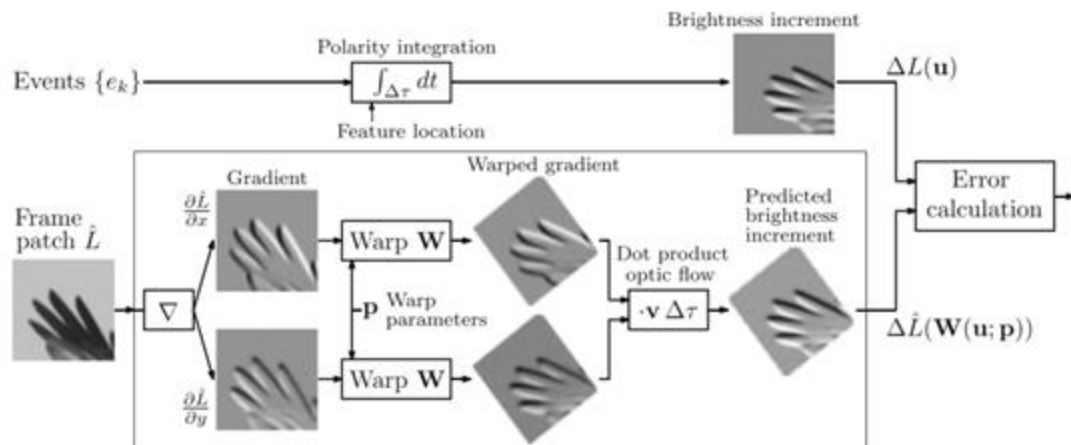 Brightness increment
Polarity integration
Events {e_k}
∫_Δτ dt
ΔL(u)
Feature location
Gradient
Warped gradient
Predicted
brightness
increment
Error
calculation
∂L̂/∂x
Frame
patch L̂
Warp W
Dot product
optic flow
∇
p Warp
parameters
·v Δτ
ΔL̂(W(u; p))
∂L̂/∂y
Warp W